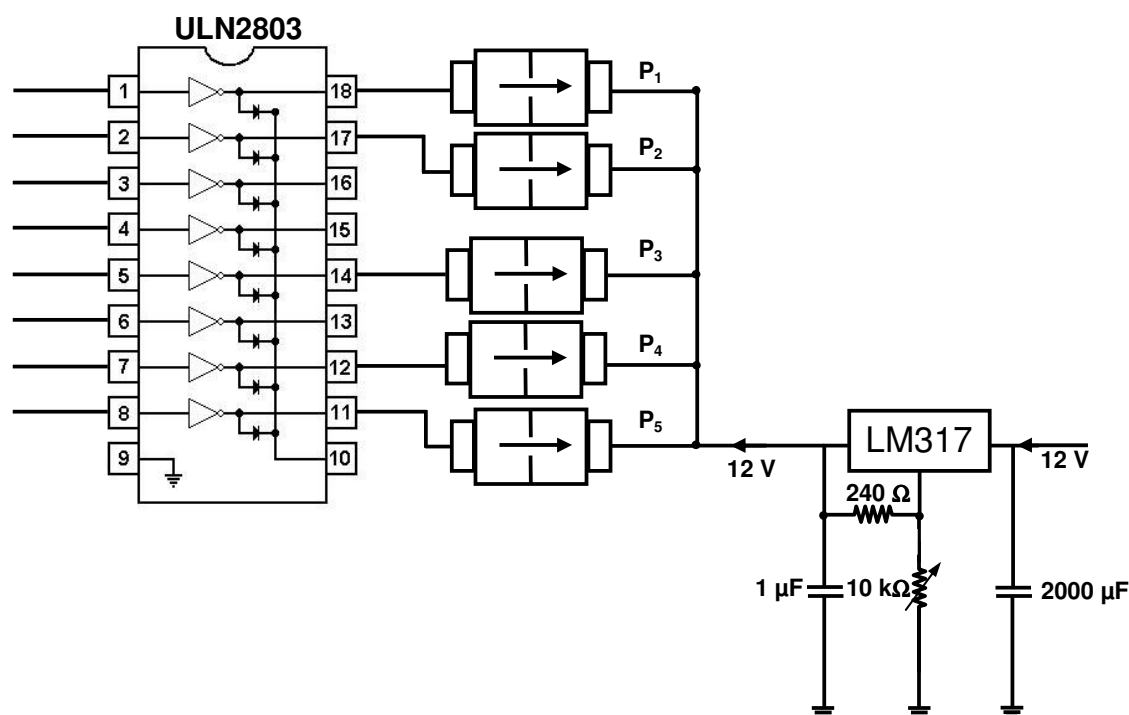 ULN2803
1 18 P1
2 17 P2
3 16
4 15
5 14 P3
6 13
7 12 P4
8 11 P5
9 10
12 V LM317 12 V
240 Ω
1 µF 10 kΩ 2000 µF